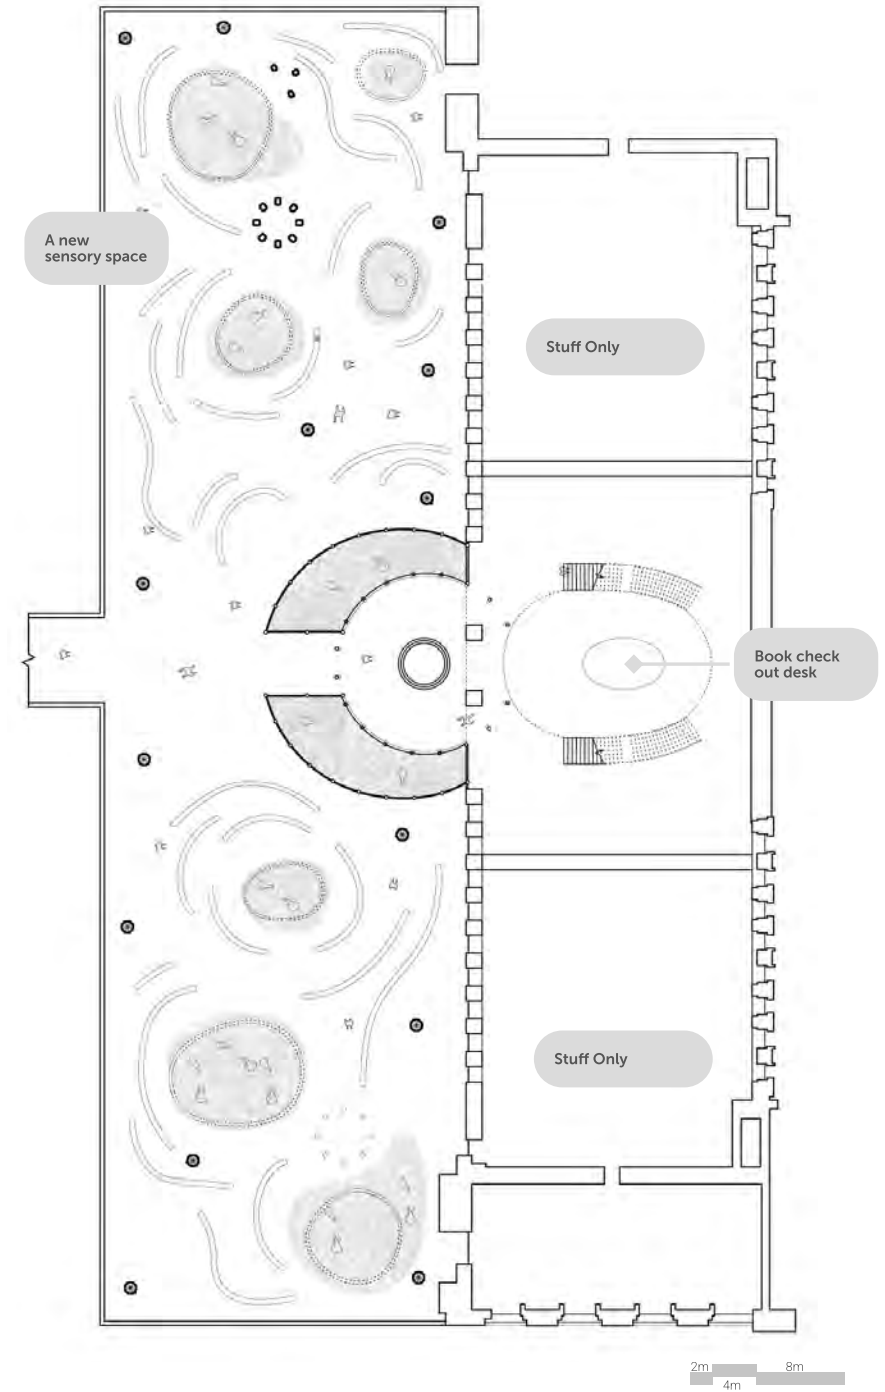 A new
sensory space
Stuff Only
Book check
out desk
Stuff Only
2m
8m
4m